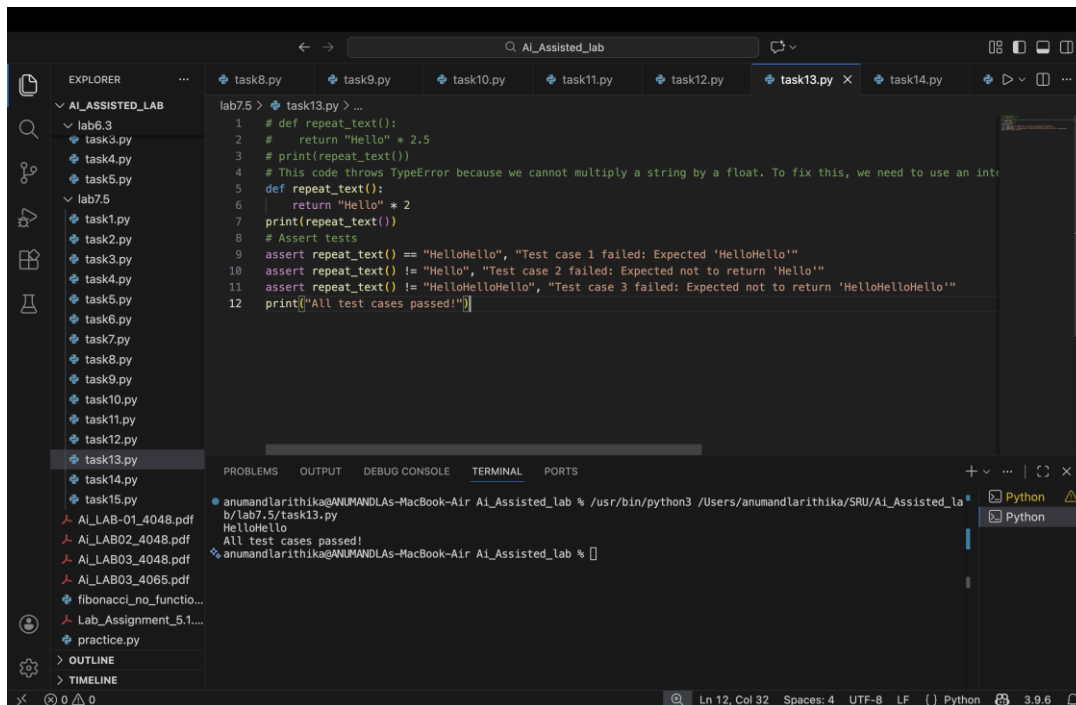 Ai_Assisted_lab
EXPLORER
task8.py task9.py task10.py task11.py task12.py task13.py task14.py
AI_ASSISTED_LAB
lab6.3
task3.py
task4.py
task5.py
lab7.5
task1.py
task2.py
task3.py
task4.py
task5.py
task6.py
task7.py
task8.py
task9.py
task10.py
task11.py
task12.py
task13.py
task14.py
task15.py
Ai_LAB-01_4048.pdf
Ai_LAB02_4048.pdf
Ai_LAB03_4048.pdf
Ai_LAB03_4065.pdf
fibonacci_no_functio...
Lab_Assignment_5.1....
practice.py
OUTLINE
TIMELINE
lab7.5 > task13.py > ...
1 # def repeat_text():
2 #    return "Hello" * 2.5
3 # print(repeat_text())
4 # This code throws TypeError because we cannot multiply a string by a float. To fix this, we need to use an inte
5 def repeat_text():
6     return "Hello" * 2
7 print(repeat_text())
8 # Assert tests
9 assert repeat_text() == "HelloHello", "Test case 1 failed: Expected 'HelloHello'"
10 assert repeat_text() != "Hello", "Test case 2 failed: Expected not to return 'Hello'"
11 assert repeat_text() != "HelloHelloHello", "Test case 3 failed: Expected not to return 'HelloHelloHello'"
12 print("All test cases passed!")
PROBLEMS OUTPUT DEBUG CONSOLE TERMINAL PORTS
anumandlarithika@ANUMANDLAs-MacBook-Air Ai_Assisted_lab % /usr/bin/python3 /Users/anumandlarithika/SRU/Ai_Assisted_la
b/lab7.5/task13.py
HelloHello
All test cases passed!
anumandlarithika@ANUMANDLAs-MacBook-Air Ai_Assisted_lab %
Python
Python
0 0 Ln 12, Col 32 Spaces: 4 UTF-8 LF {} Python 3.9.6